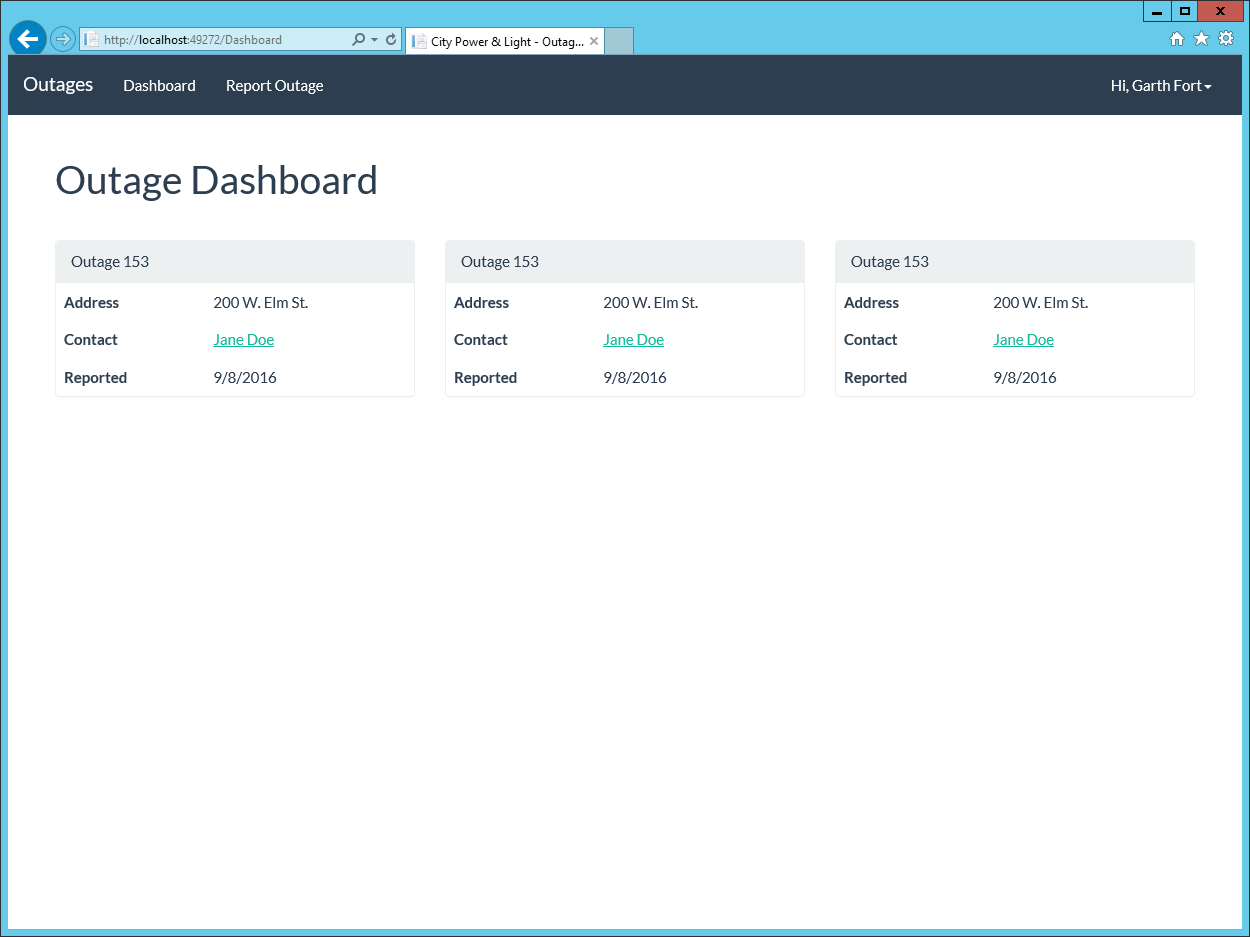 http://localhost:49272/Dashboard
City Power & Light - Outag...
Outages Dashboard Report Outage Hi, Garth Fort
Outage Dashboard
Outage 153
Address 200 W. Elm St.
Contact Jane Doe
Reported 9/8/2016
Outage 153
Address 200 W. Elm St.
Contact Jane Doe
Reported 9/8/2016
Outage 153
Address 200 W. Elm St.
Contact Jane Doe
Reported 9/8/2016